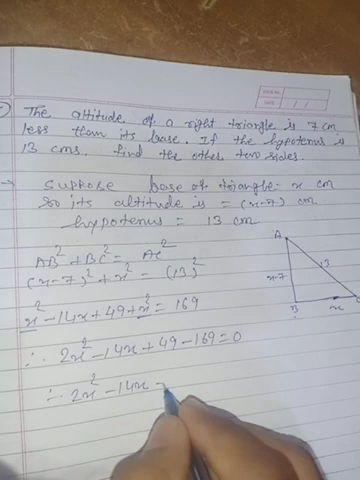 The altitude of a right triangle is 7 cm
less than its base. If the hypotenus is
13 cms. find the other two sides.
→ suppose base of triangle = x cm
so its altitude is = (x-7) cm
hypotenus = 13 cm
AB² + BC² = AC²
(x-7)² + x² = (13)²
x² - 14x + 49 + x² = 169
∴ 2x² - 14x + 49 - 169 = 0
∴ 2x² - 14x -
A
x-7
13
B
x
DATE